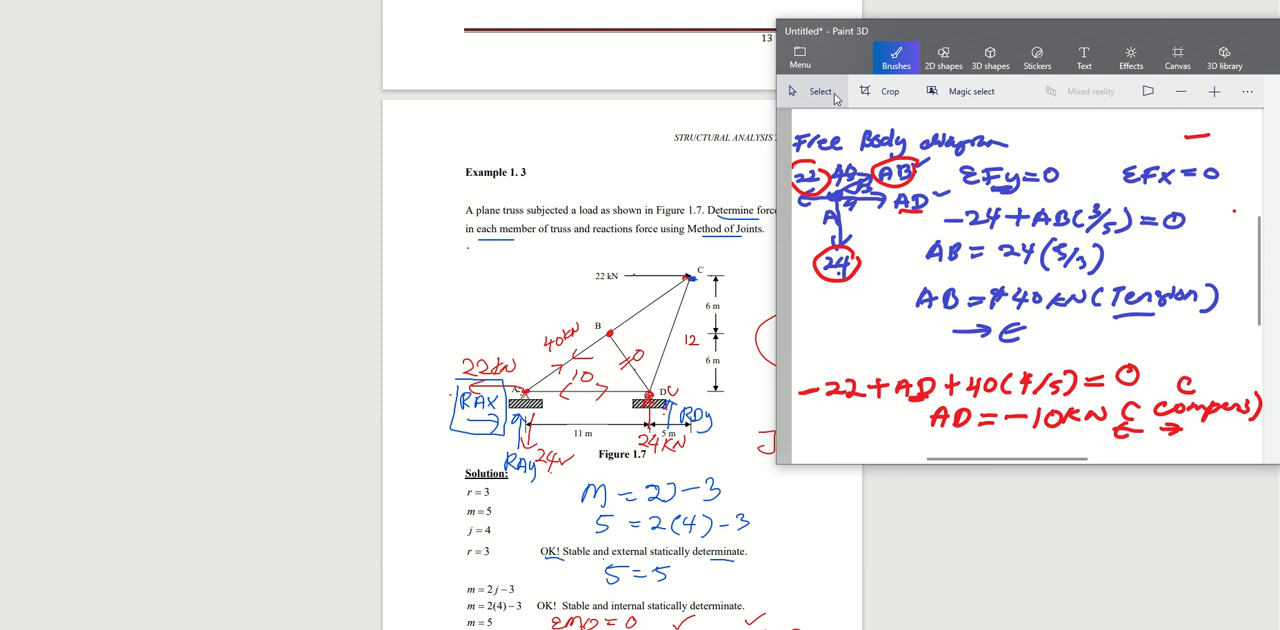 13
STRUCTURAL ANALYSIS
Example 1. 3
A plane truss subjected a load as shown in Figure 1.7. Determine force
in each member of truss and reactions force using Method of Joints.
22 kN
C
6 m
B
40kN
12
6 m
22kN
10
0
A
D
RAX
RDy
11 m
5 m
24
24KN
RAy
Figure 1.7
Solution:
r = 3
m = 5
j = 4
r = 3
OK! Stable and external statically determinate.
m = 2j – 3
m = 2(4) – 3
OK! Stable and internal statically determinate.
m = 5
M = 2J - 3
5 = 2(4) - 3
5 = 5
ΣMD = 0
Untitled* - Paint 3D
Menu
Brushes
2D shapes
3D shapes
Stickers
Text
Effects
Canvas
3D library
Select
Crop
Magic select
Mixed reality
Free Body diagram
22
AB
ΣFy=0
ΣFx=0
AD
A
24
-24+AB(3/5)=0
AB = 24(5/3)
AB = 40KN(Tension)
-22+AD+40(4/5)=0
AD=-10KN